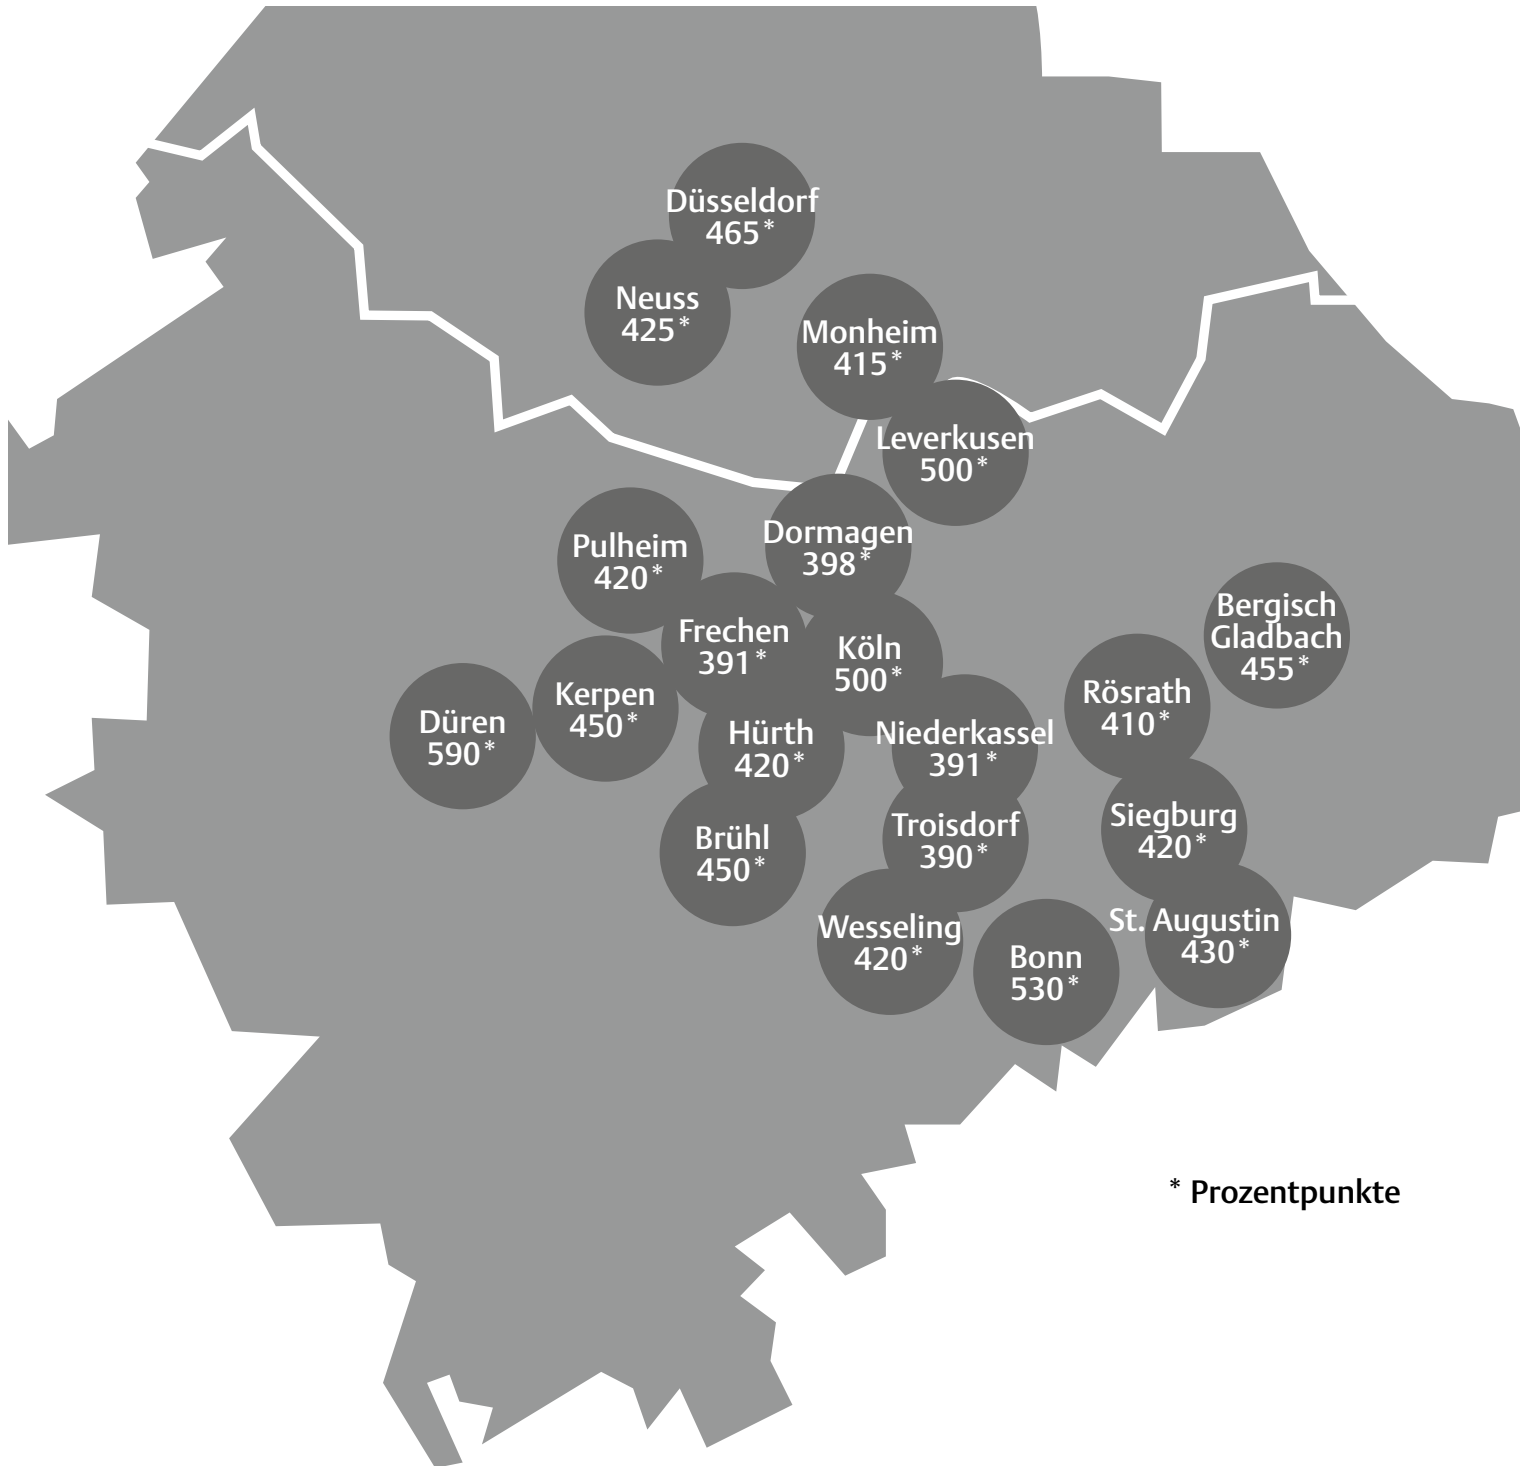 Düsseldorf
465*
Neuss
425*
Monheim
415*
Leverkusen
500*
Dormagen
398*
Pulheim
420*
Frechen
391*
Köln
500*
Bergisch
Gladbach
455*
Kerpen
450*
Rösrath
410*
Düren
590*
Hürth
420*
Niederkassel
391*
Brühl
450*
Troisdorf
390*
Siegburg
420*
Wesseling
420*
Bonn
530*
St. Augustin
430*
* Prozentpunkte